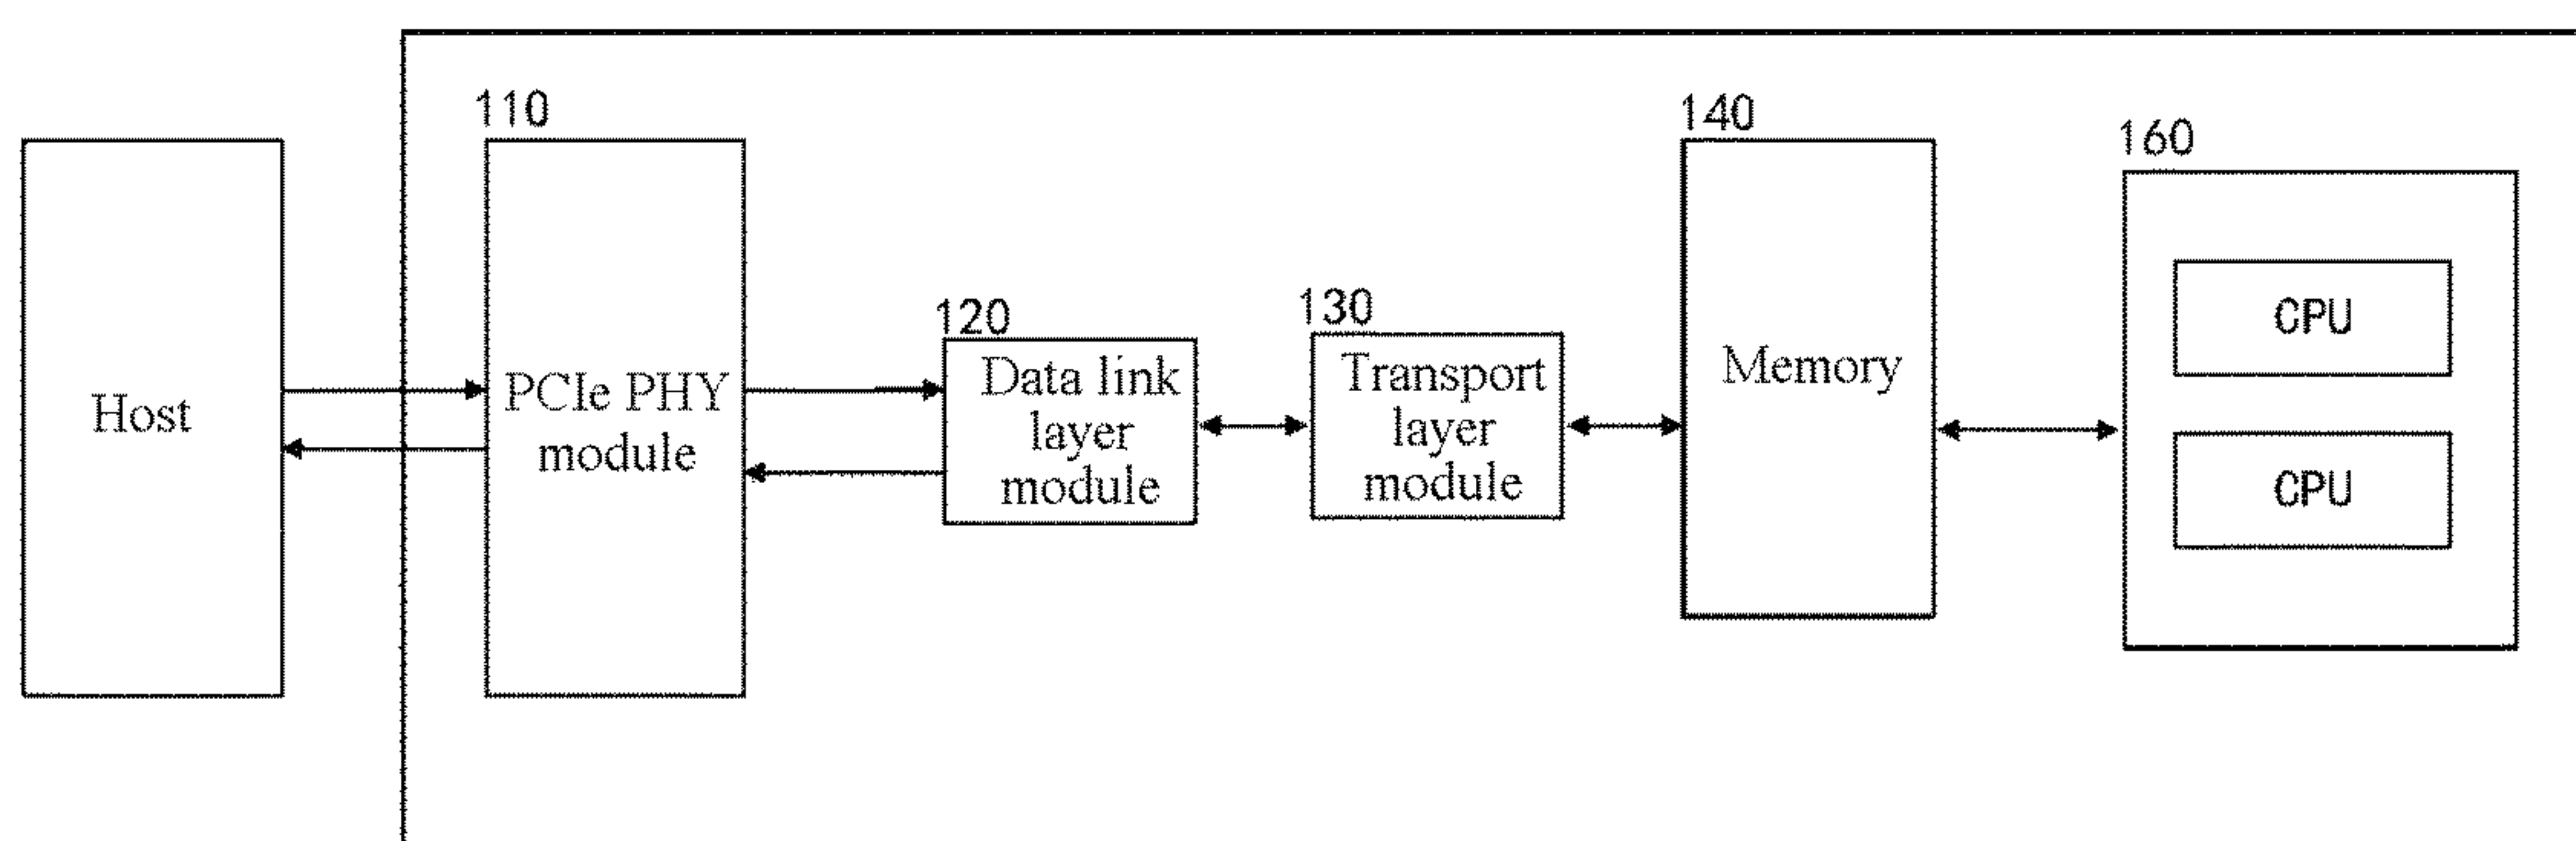 110
140
160
120
130
Host
PCIe PHY
module
Data link
layer
module
Transport
layer
module
Memory
CPU
CPU